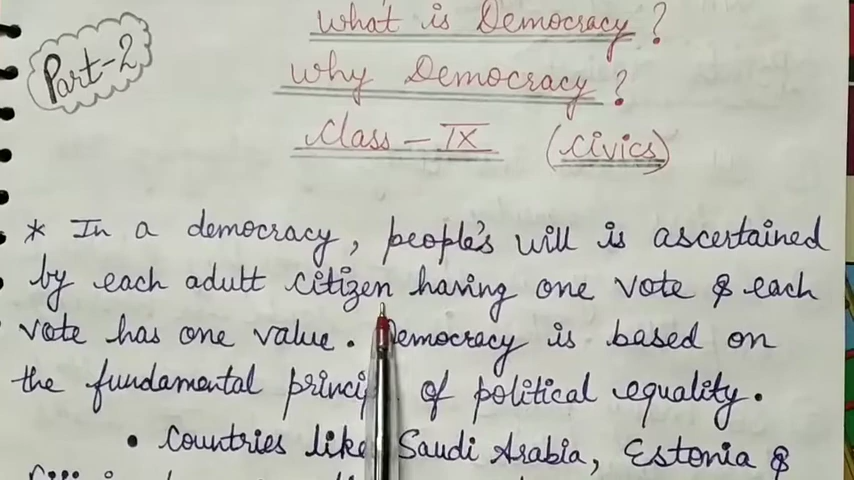 Part-2
What is Democracy?
Why Democracy?
Class - IX (Civics)
* In a democracy, people's will is ascertained
by each adult citizen having one vote & each
vote has one value. Democracy is based on
the fundamental of political equality.
• Countries like Saudi Arabia, Estonia &